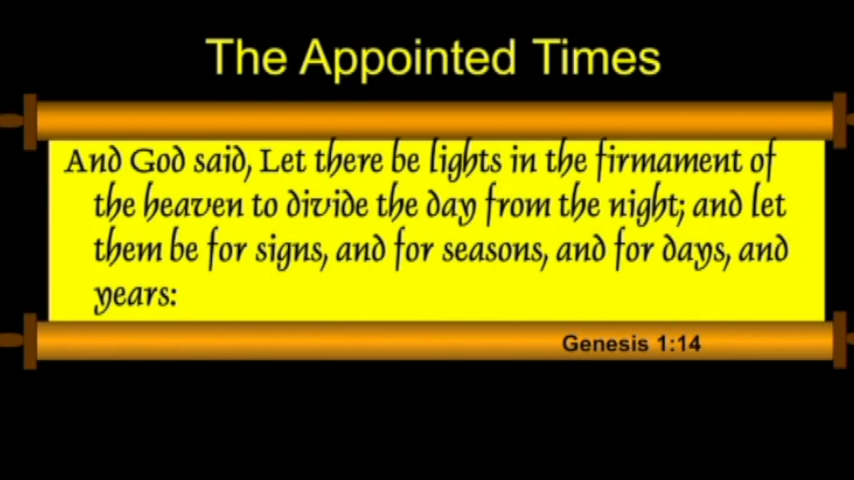 The Appointed Times
And God said, Let there be lights in the firmament of
the heaven to divide the day from the night; and let
them be for signs, and for seasons, and for days, and
years:
Genesis 1:14